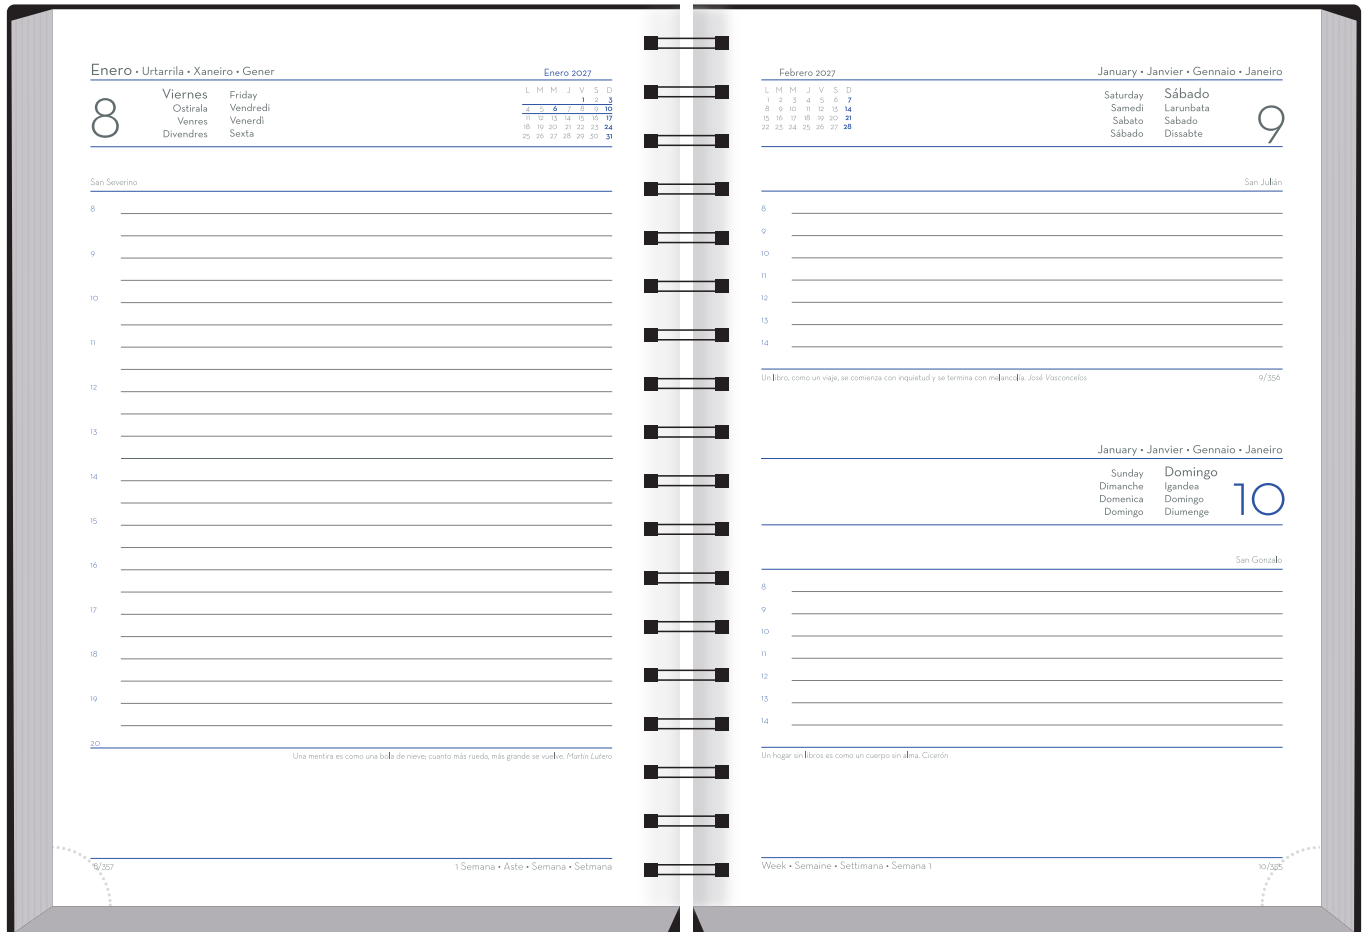 Enero • Urtarrila • Xaneiro • Gener
Enero 2027
8
Viernes Friday
Ostirala Vendredi
Venres Venerdì
Divendres Sexta
L M M J V S D
1 2 3
4 5 6 7 8 9 10
11 12 13 14 15 16 17
18 19 20 21 22 23 24
25 26 27 28 29 30 31
San Severino
8
9
10
11
12
13
14
15
16
17
18
19
20
Una mentira es como una bola de nieve; cuanto más rueda, más grande se vuelve. Martín Lutero
8/357
1 Semana • Aste • Semana • Setmana
Febrero 2027
January • Janvier • Gennaio • Janeiro
L M M J V S D
1 2 3 4 5 6 7
8 9 10 11 12 13 14
15 16 17 18 19 20 21
22 23 24 25 26 27 28
Saturday Sábado
Samedi Larunbata
Sabato Sabado
Sábado Dissabte
9
San Julián
8
9
10
11
12
13
14
Un libro, como un viaje, se comienza con inquietud y se termina con melancolía. José Vasconcelos
9/356
January • Janvier • Gennaio • Janeiro
Sunday Domingo
Dimanche Igandea
Domenica Domingo
Domingo Diumenge
10
San Gonzalo
8
9
10
11
12
13
14
Un hogar sin libros es como un cuerpo sin alma. Cicerón
Week • Semaine • Settimana • Semana 1
10/355